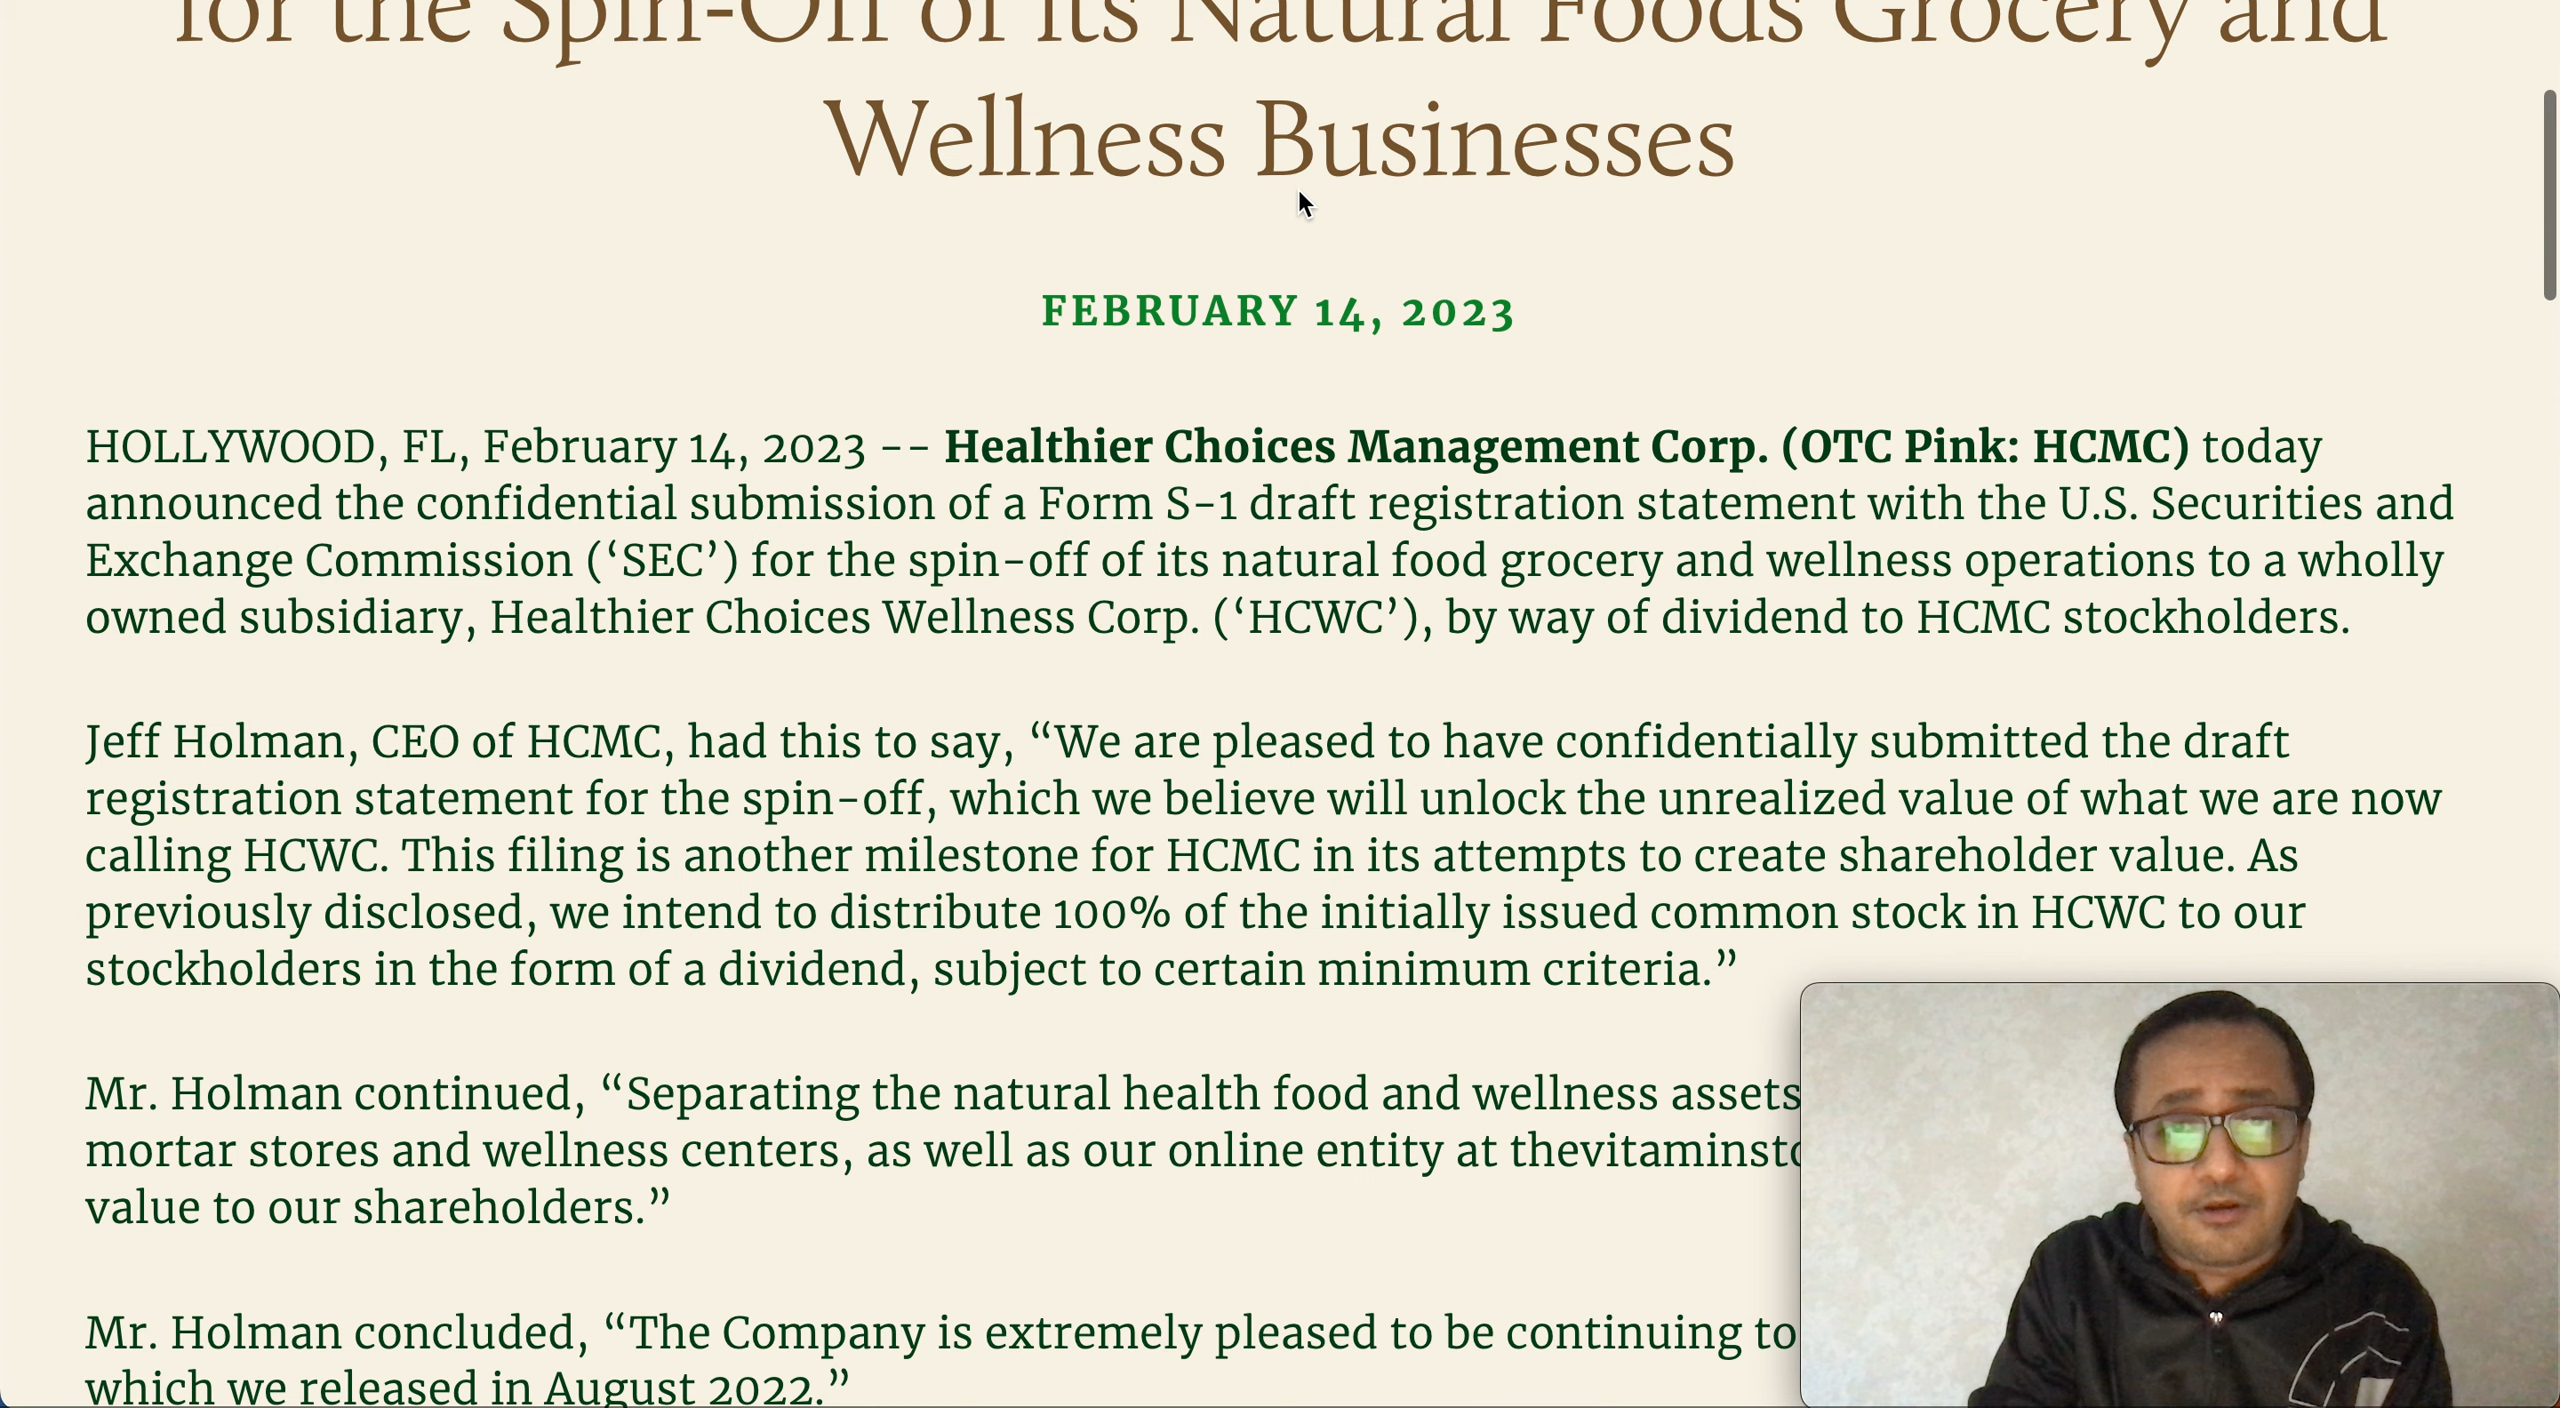 for the Spin-Off of its Natural Foods Grocery and
Wellness Businesses
FEBRUARY 14, 2023
HOLLYWOOD, FL, February 14, 2023 -- Healthier Choices Management Corp. (OTC Pink: HCMC) today
announced the confidential submission of a Form S-1 draft registration statement with the U.S. Securities and
Exchange Commission (‘SEC’) for the spin-off of its natural food grocery and wellness operations to a wholly
owned subsidiary, Healthier Choices Wellness Corp. (‘HCWC’), by way of dividend to HCMC stockholders.
Jeff Holman, CEO of HCMC, had this to say, “We are pleased to have confidentially submitted the draft
registration statement for the spin-off, which we believe will unlock the unrealized value of what we are now
calling HCWC. This filing is another milestone for HCMC in its attempts to create shareholder value. As
previously disclosed, we intend to distribute 100% of the initially issued common stock in HCWC to our
stockholders in the form of a dividend, subject to certain minimum criteria.”
Mr. Holman continued, “Separating the natural health food and wellness assets
mortar stores and wellness centers, as well as our online entity at thevitaminsto
value to our shareholders.”
Mr. Holman concluded, “The Company is extremely pleased to be continuing to
which we released in August 2022.”